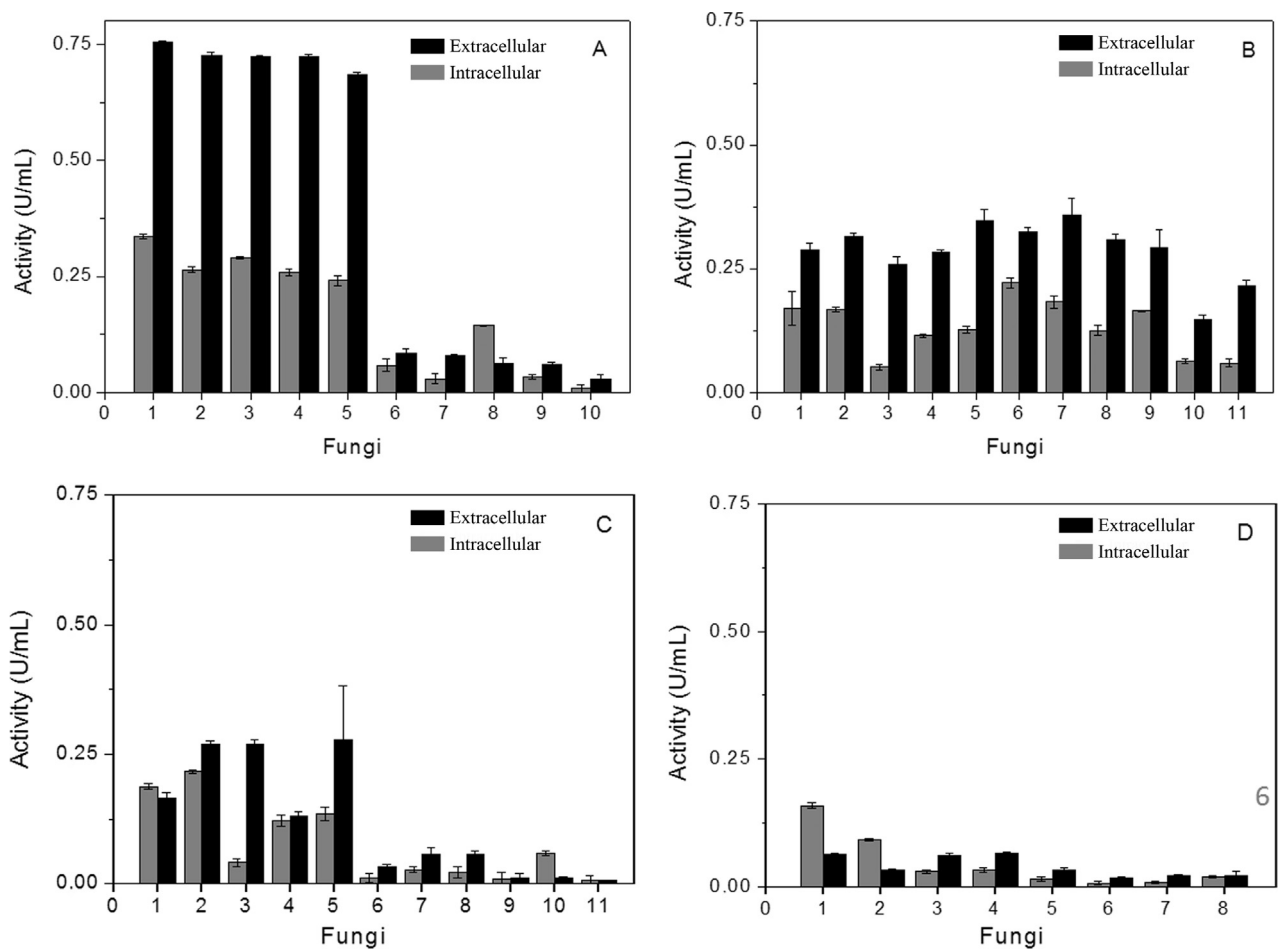 0.75
0.50
0.25
0.00
Activity (U/mL)
Extracellular
Intracellular
A
0 1 2 3 4 5 6 7 8 9 10
Fungi
0.75
0.50
0.25
0.00
Activity (U/mL)
Extracellular
Intracellular
B
0 1 2 3 4 5 6 7 8 9 10 11
Fungi
0.75
0.50
0.25
0.00
Activity (U/mL)
Extracellular
Intracellular
C
0 1 2 3 4 5 6 7 8 9 10 11
Fungi
0.75
0.50
0.25
0.00
Activity (U/mL)
Extracellular
Intracellular
D
6
0 1 2 3 4 5 6 7 8
Fungi